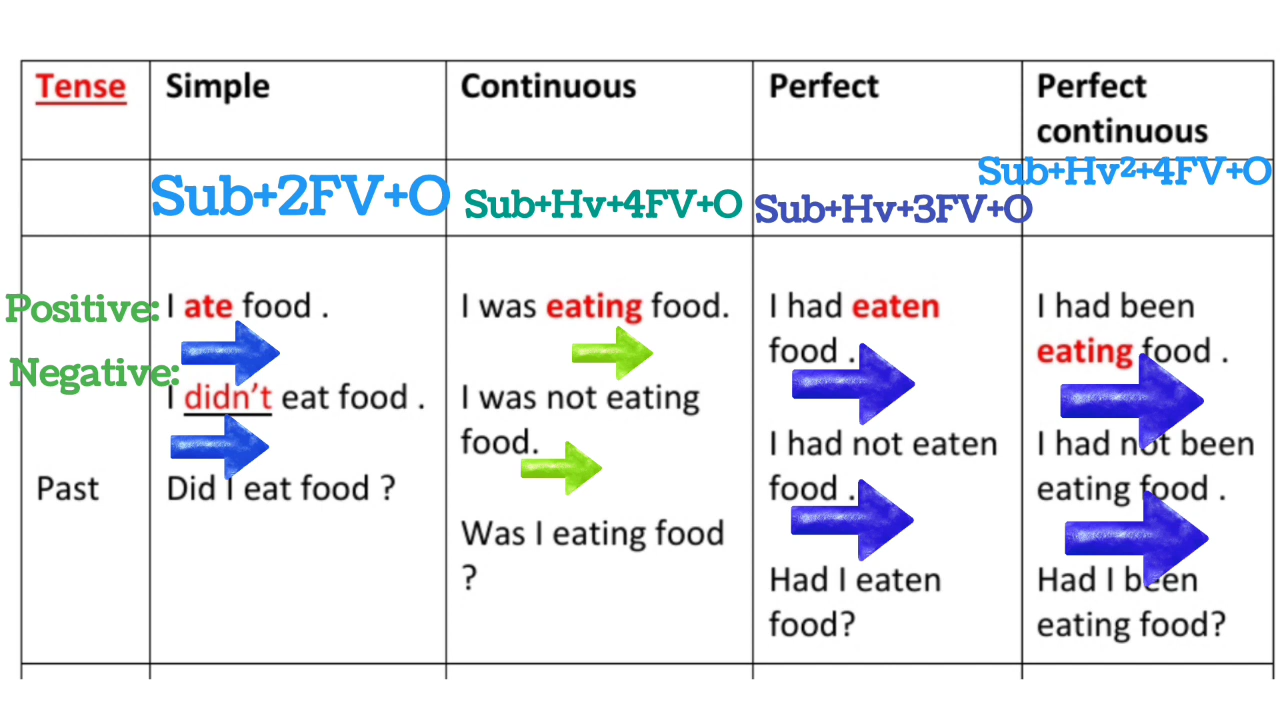 Tense
Simple
Continuous
Perfect
Perfect
continuous
Sub+2FV+O
Sub+Hv+4FV+O
Sub+Hv+3FV+O
Sub+Hv²+4FV+O
Positive:
Negative:
Past
I ate food .
I didn’t eat food .
Did I eat food ?
I was eating food.
I was not eating
food.
Was I eating food
?
I had eaten
food .
I had not eaten
food .
Had I eaten
food?
I had been
eating food .
I had not been
eating food .
Had I been
eating food?